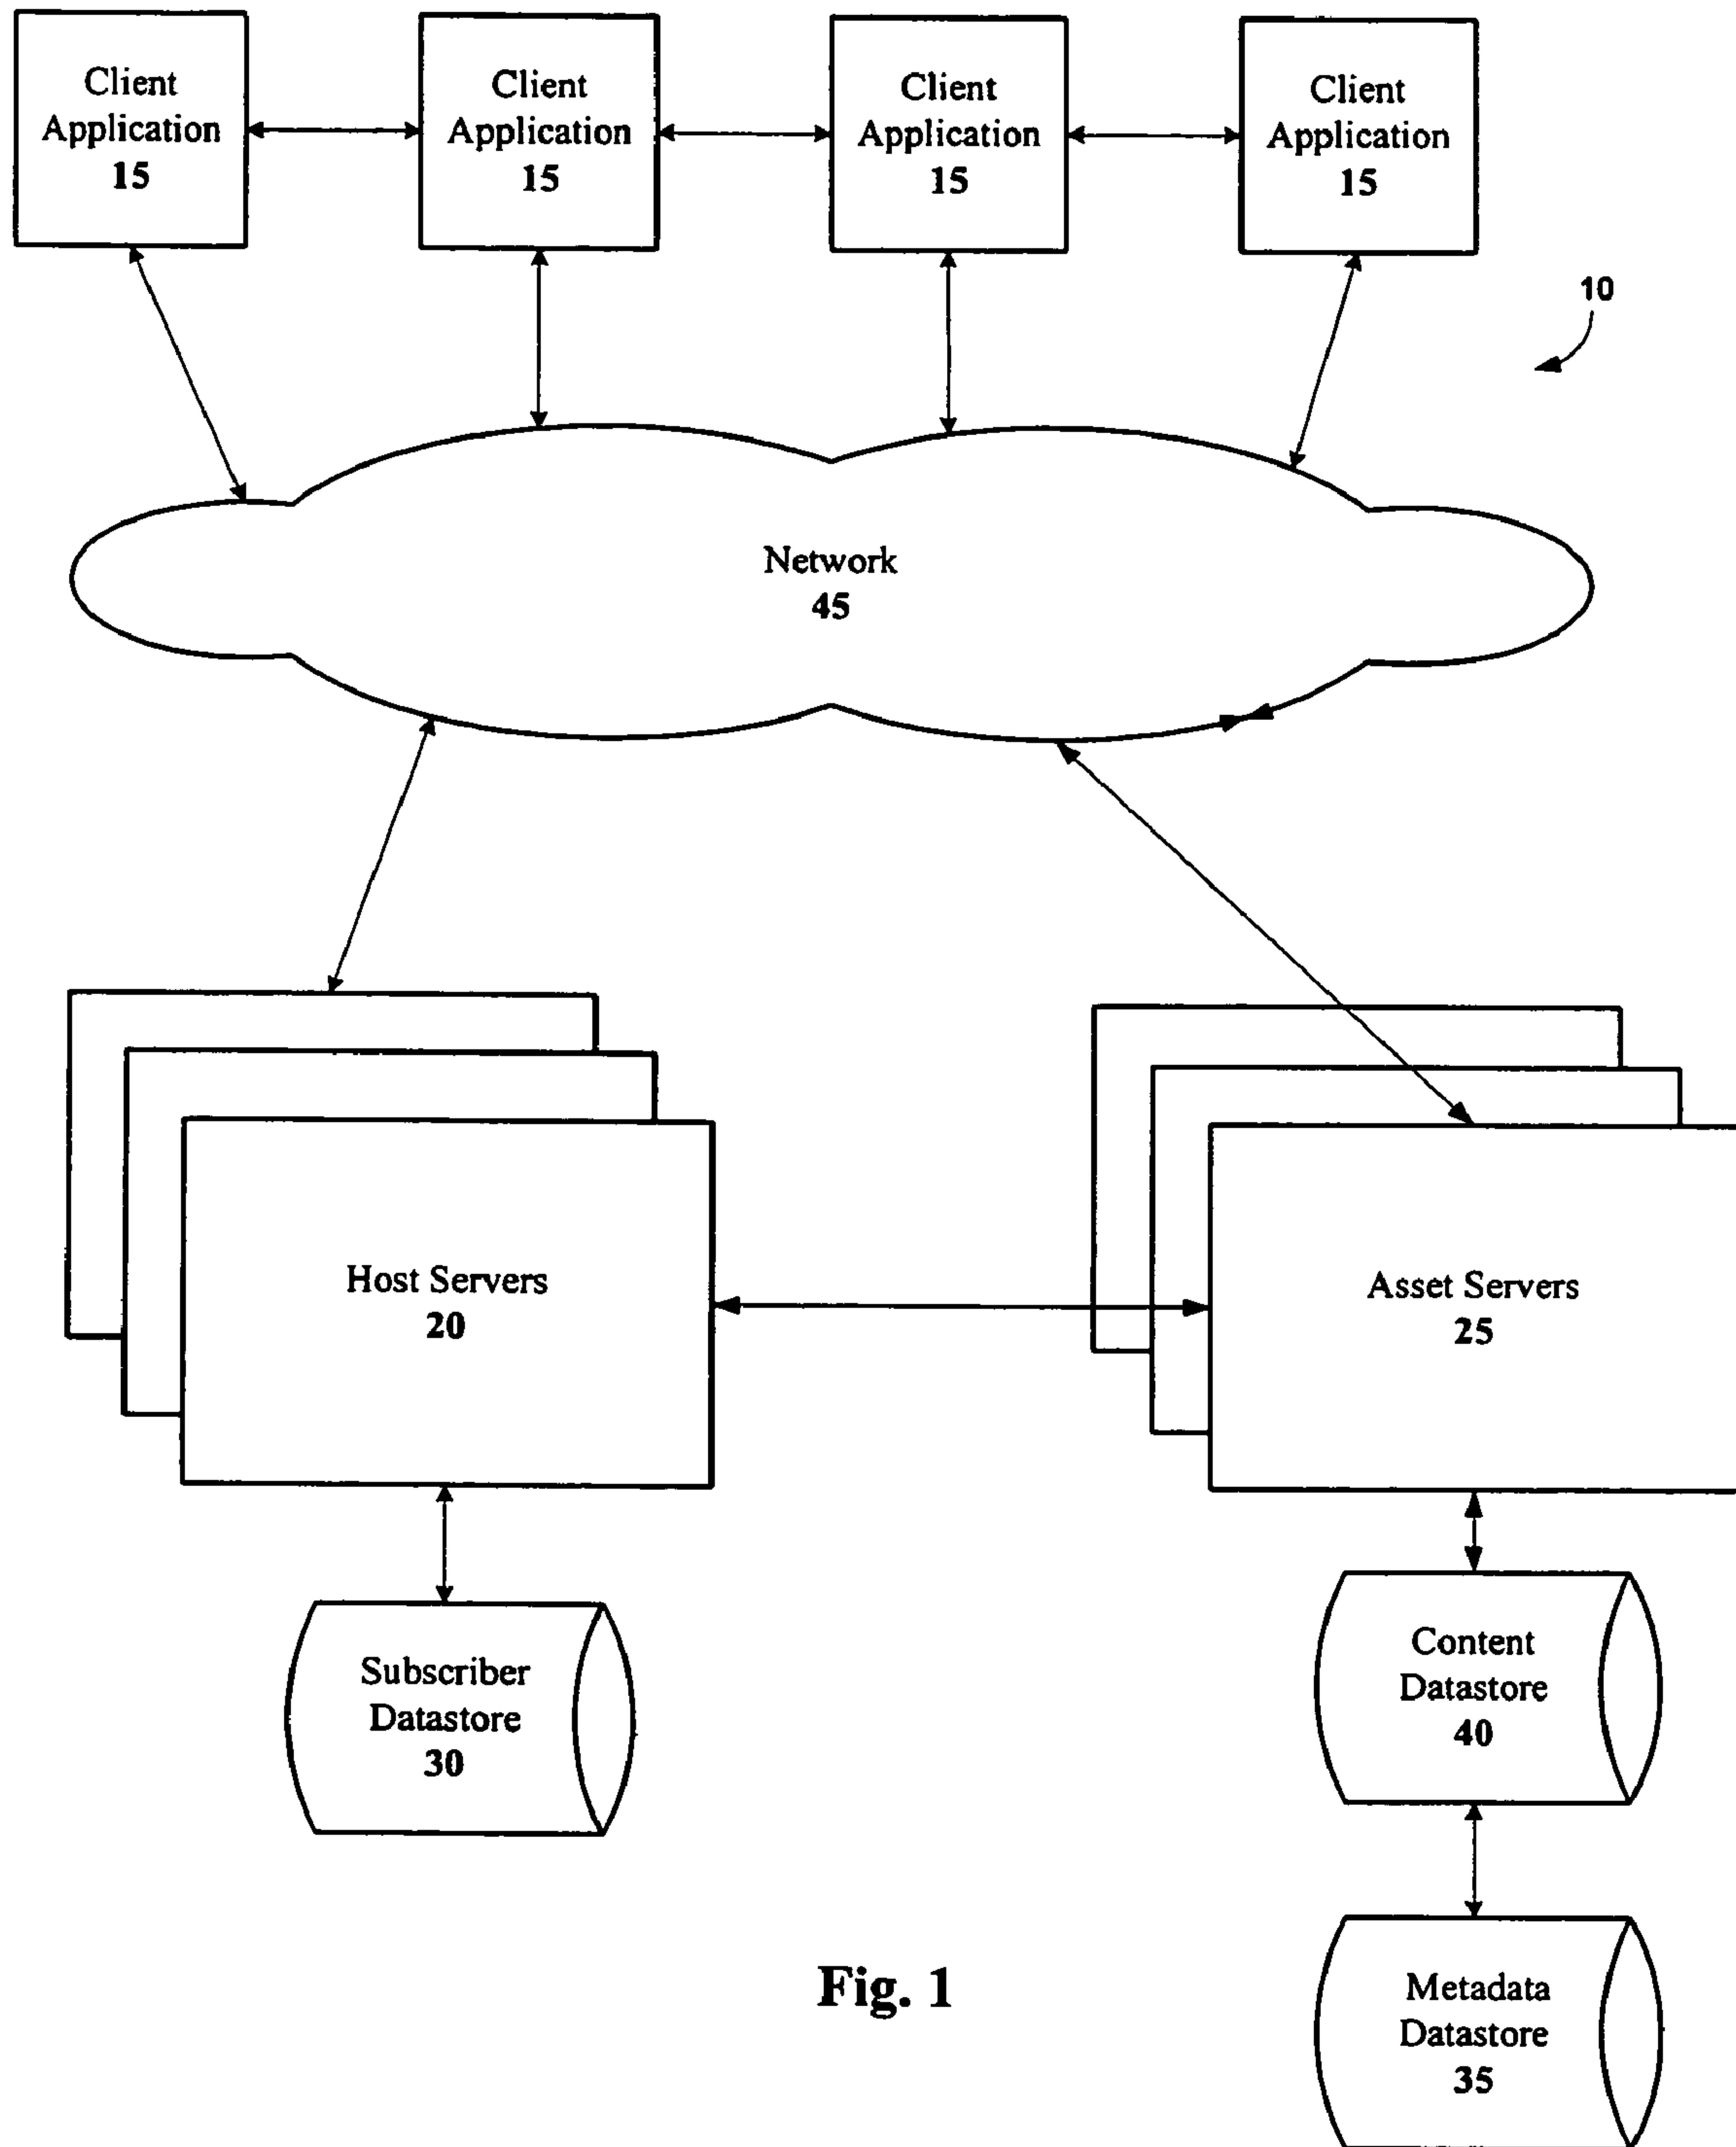 Client
Application
15
Client
Application
15
Client
Application
15
Client
Application
15
10
Network
45
Host Servers
20
Asset Servers
25
Subscriber
Datastore
30
Content
Datastore
40
Metadata
Datastore
35
Fig. 1